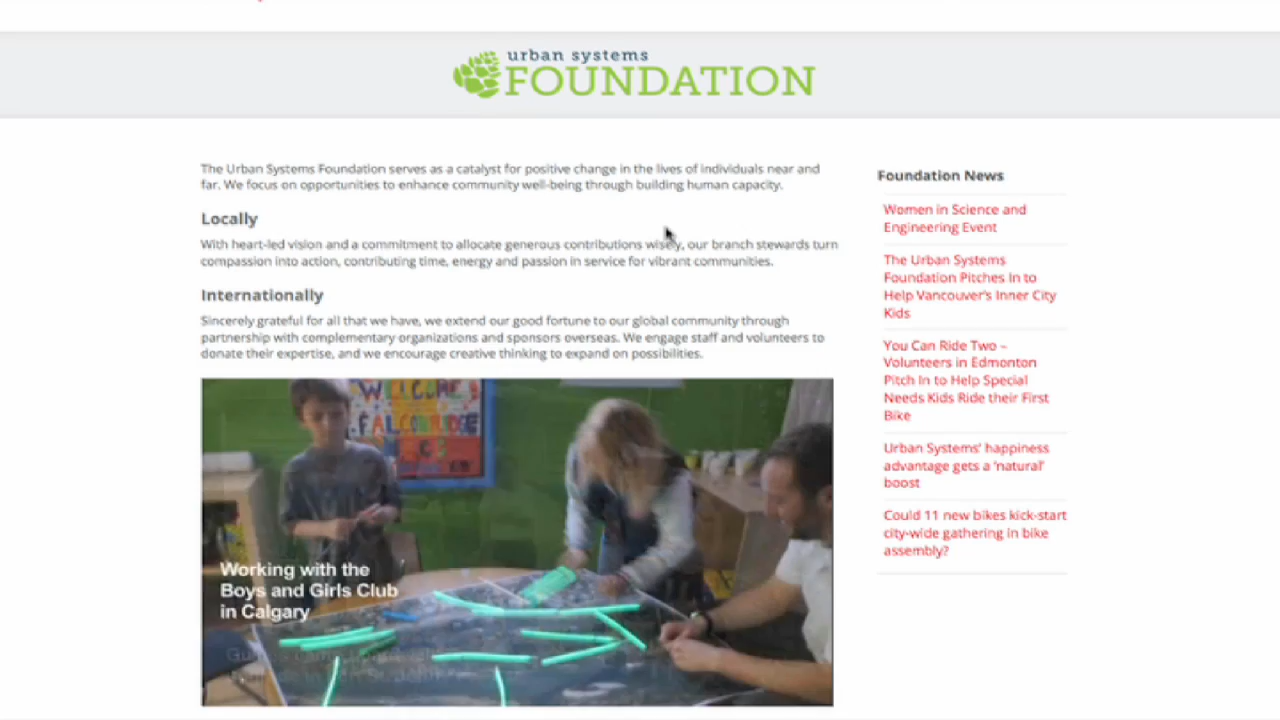 urban systems
FOUNDATION
The Urban Systems Foundation serves as a catalyst for positive change in the lives of individuals near and
far. We focus on opportunities to enhance community well-being through building human capacity.
Locally
With heart-led vision and a commitment to allocate generous contributions wisely, our branch stewards turn
compassion into action, contributing time, energy and passion in service for vibrant communities.
Internationally
Sincerely grateful for all that we have, we extend our good fortune to our global community through
partnership with complementary organizations and sponsors overseas. We engage staff and volunteers to
donate their expertise, and we encourage creative thinking to expand on possibilities.
WELCOME
FALCONRIDGE
Working with the
Boys and Girls Club
in Calgary
Foundation News
Women in Science and
Engineering Event
The Urban Systems
Foundation Pitches In to
Help Vancouver's Inner City
Kids
You Can Ride Two –
Volunteers in Edmonton
Pitch In to Help Special
Needs Kids Ride their First
Bike
Urban Systems' happiness
advantage gets a 'natural'
boost
Could 11 new bikes kick-start
city-wide gathering in bike
assembly?